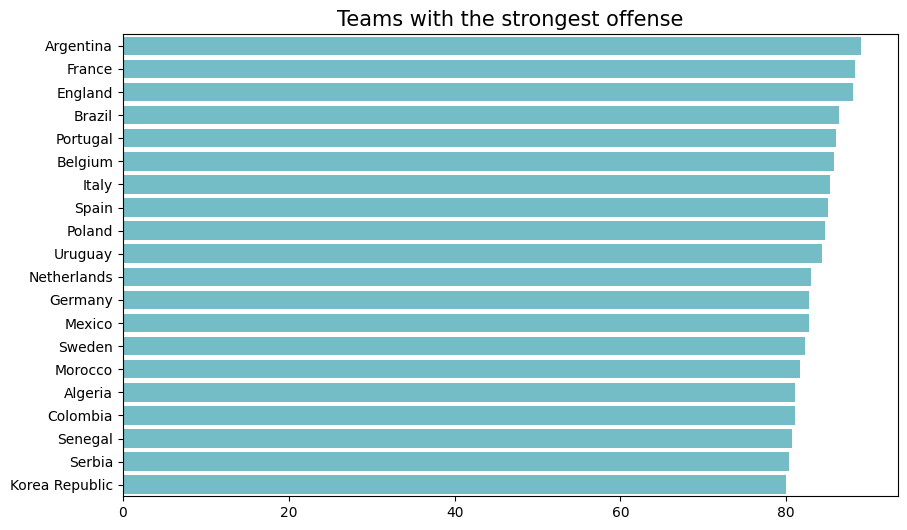 Teams with the strongest offense
Argentina
France
England
Brazil
Portugal
Belgium
Italy
Spain
Poland
Uruguay
Netherlands
Germany
Mexico
Sweden
Morocco
Algeria
Colombia
Senegal
Serbia
Korea Republic
0 20 40 60 80